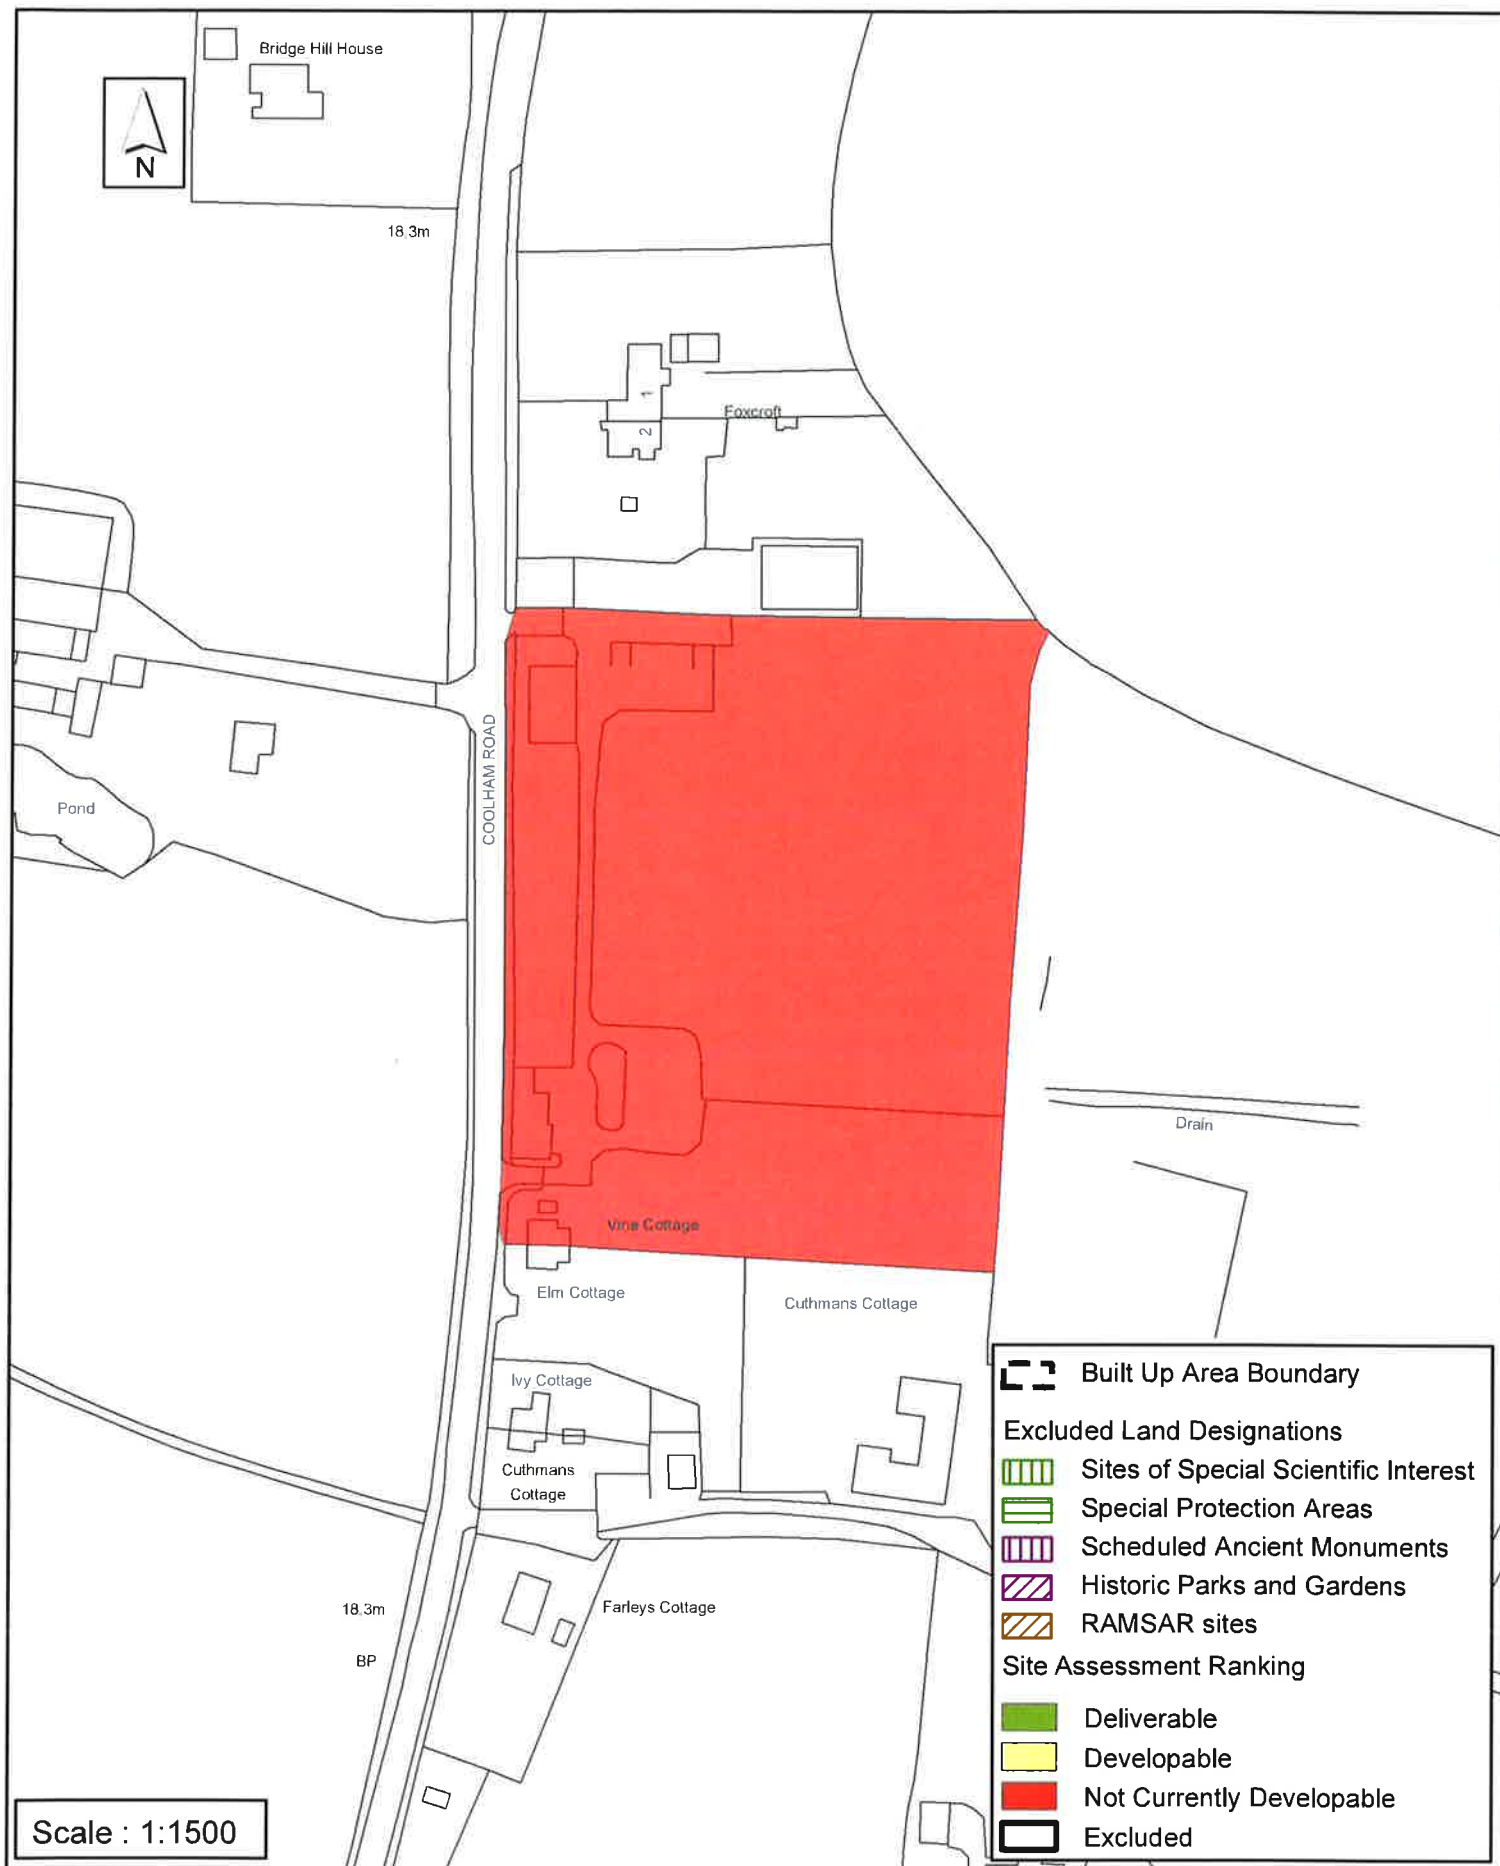 Bridge Hill House
N
18.3m
1
Foxcroft
2
COOLHAM ROAD
Pond
Drain
Vine Cottage
Elm Cottage
Cuthmans Cottage
Ivy Cottage
Cuthmans
Cottage
18.3m
Farleys Cottage
BP
Built Up Area Boundary
Excluded Land Designations
Sites of Special Scientific Interest
Special Protection Areas
Scheduled Ancient Monuments
Historic Parks and Gardens
RAMSAR sites
Site Assessment Ranking
Deliverable
Developable
Not Currently Developable
Excluded
Scale : 1:1500